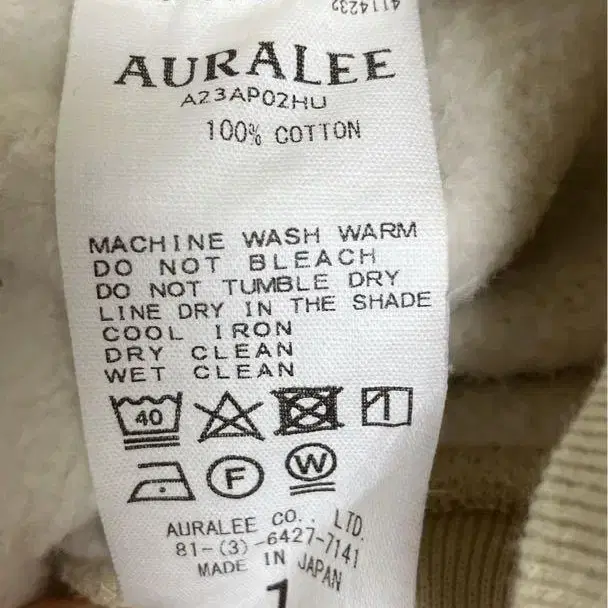 4114232
AURALEE
A23AP02HU
100% COTTON
MACHINE WASH WARM
DO NOT BLEACH
DO NOT TUMBLE DRY
LINE DRY IN THE SHADE
COOL IRON
DRY CLEAN
WET CLEAN
40
F W
AURALEE CO., LTD.
81-(3)-6427-7141
MADE IN JAPAN
1